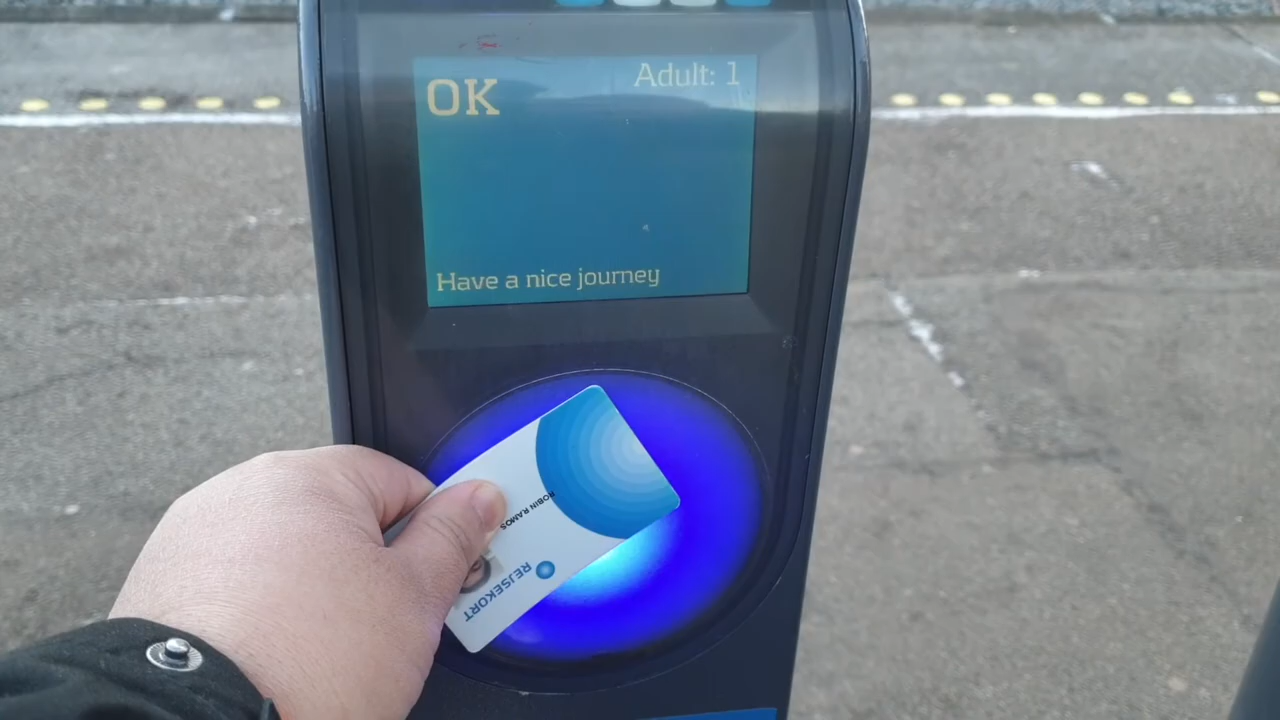 OK
Adult: 1
Have a nice journey
ROBIN RAMOS
REJSEKORT